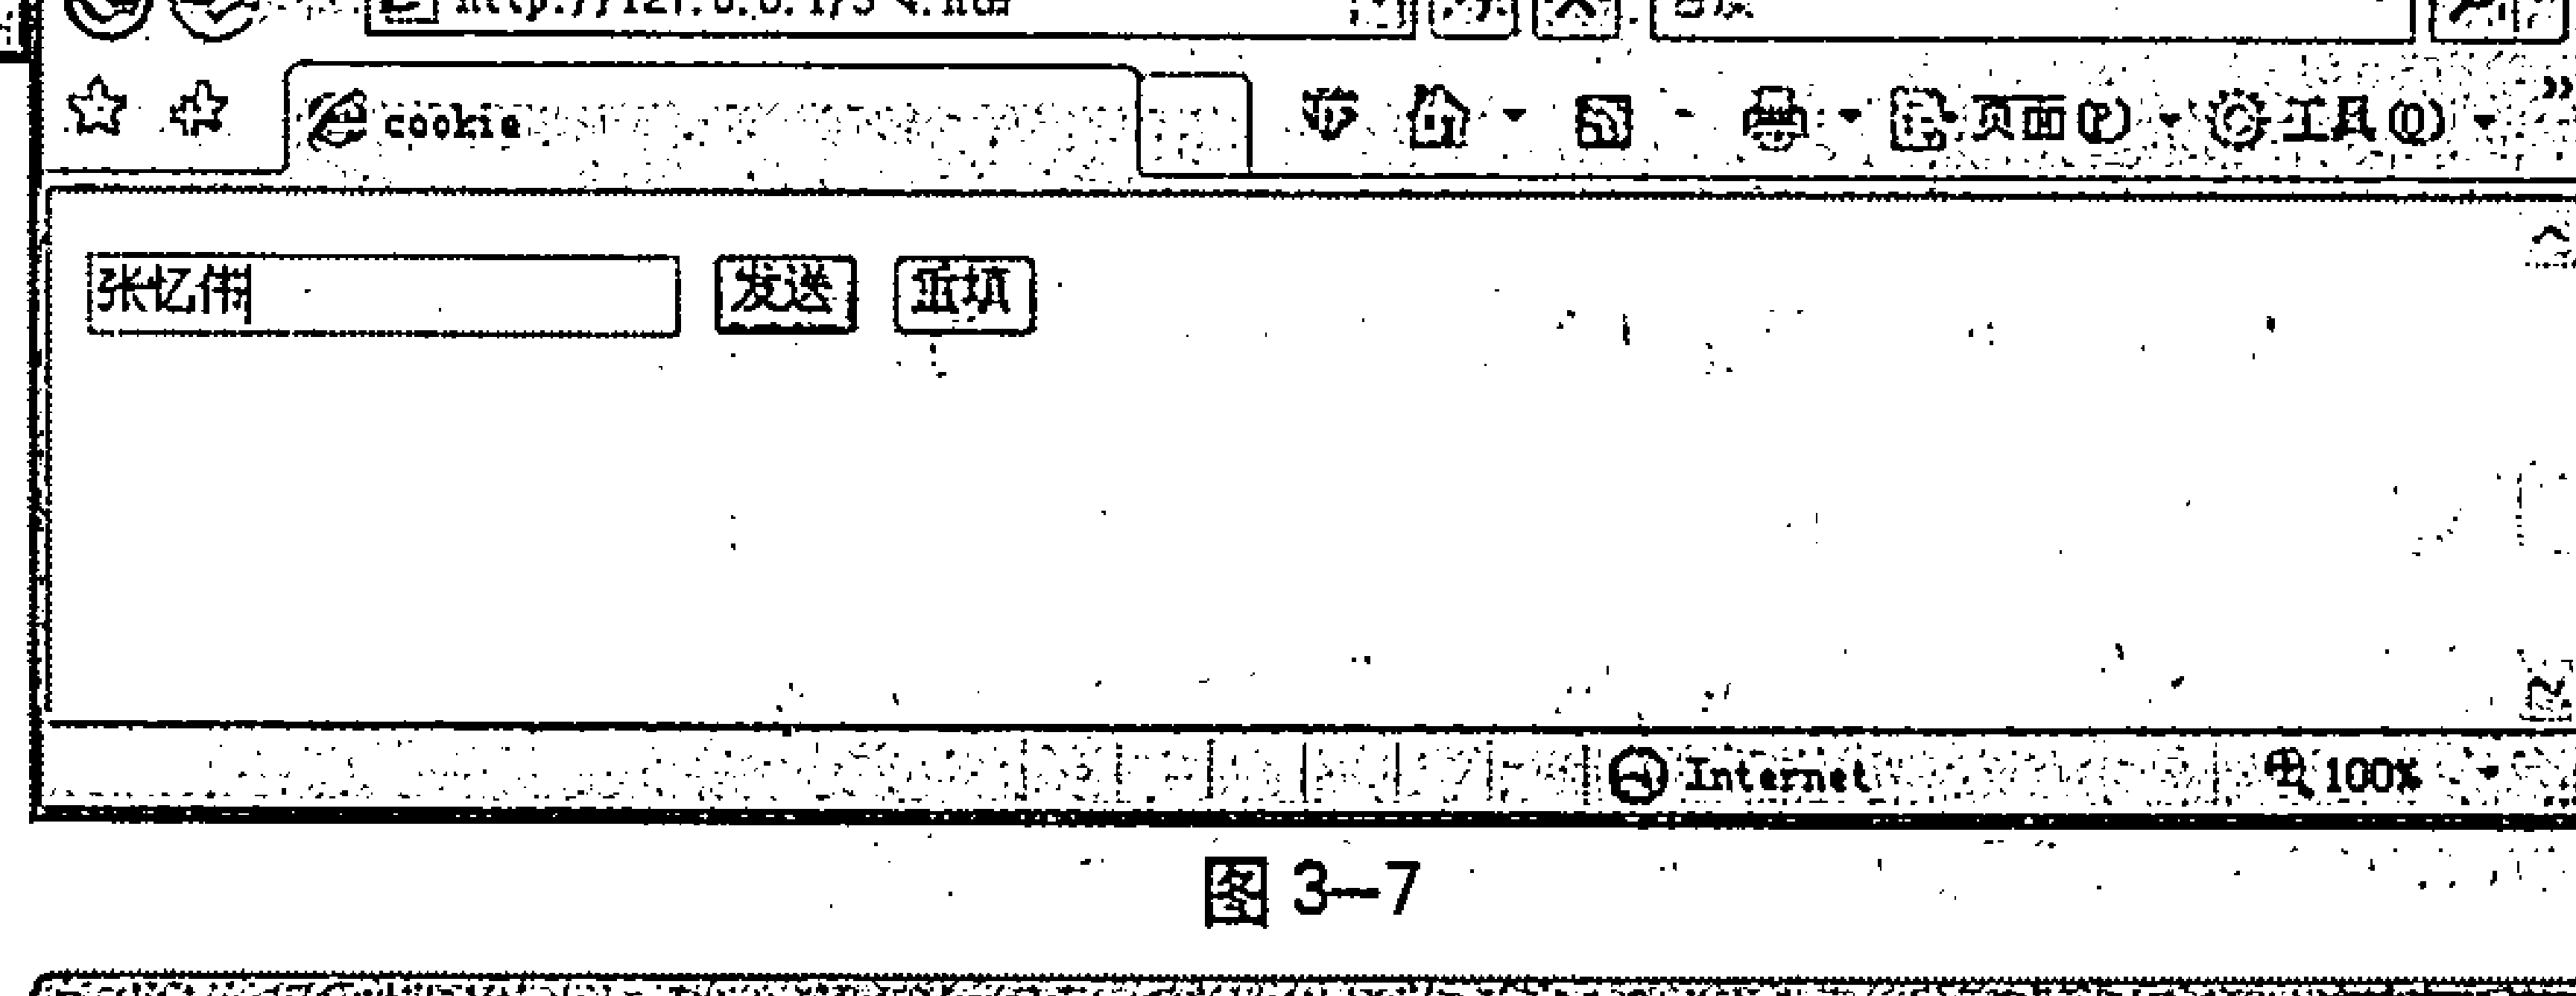 cookie 页面(P) 工具(O) »
张忆伟 发送 重填
Internet 100%
图 3—7